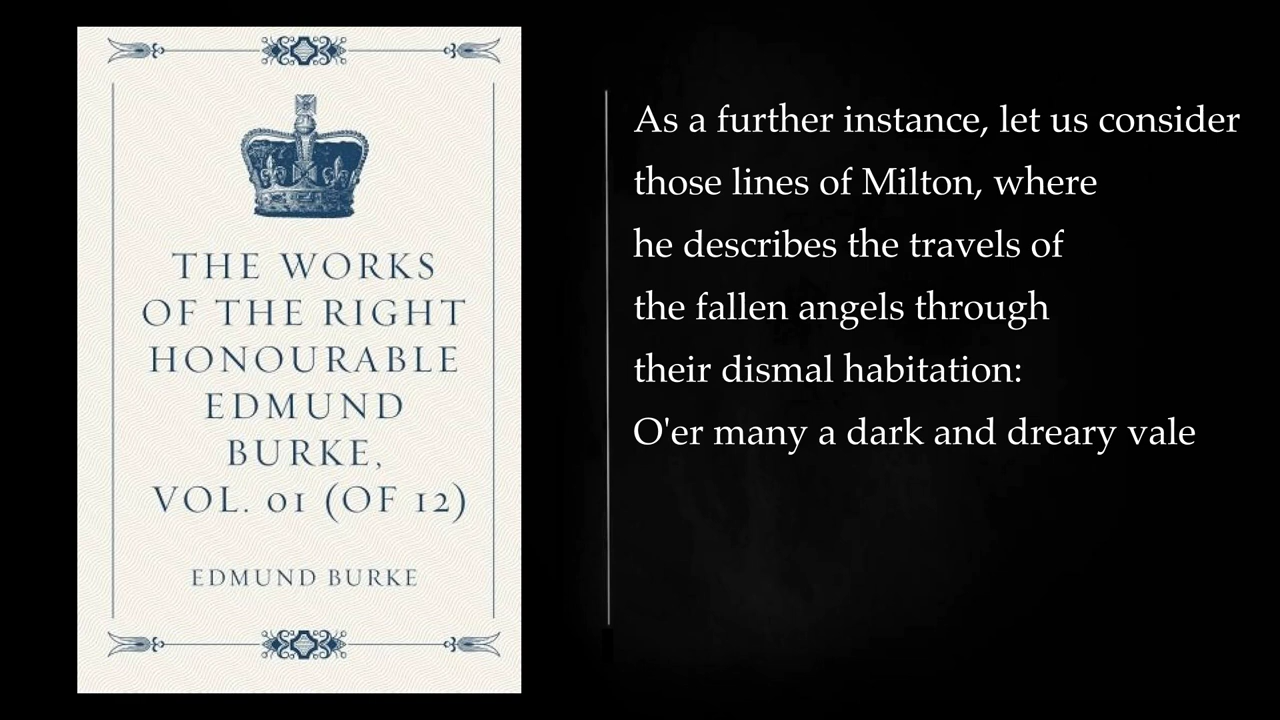 THE WORKS
OF THE RIGHT
HONOURABLE
EDMUND
BURKE,
VOL. 01 (OF 12)
EDMUND BURKE
As a further instance, let us consider
those lines of Milton, where
he describes the travels of
the fallen angels through
their dismal habitation:
O'er many a dark and dreary vale